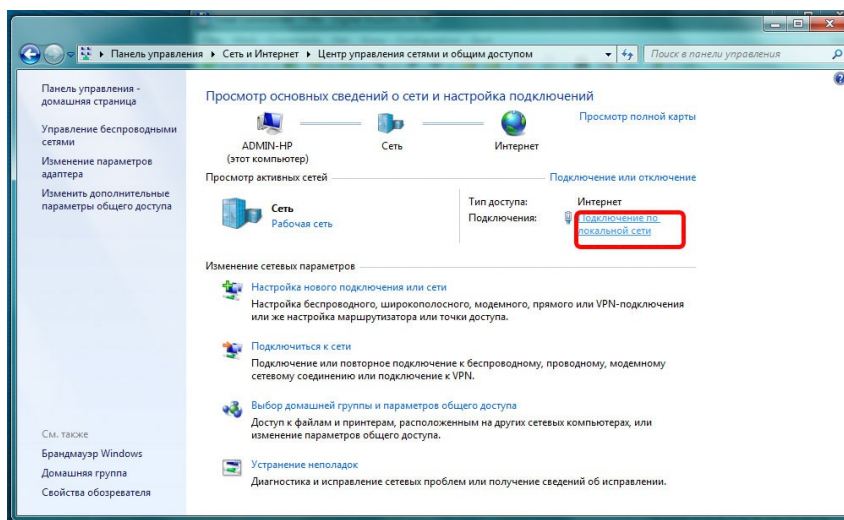 Панель управления ▸ Сеть и Интернет ▸ Центр управления сетями и общим доступом
Поиск в панели управления
Панель управления -
домашняя страница
Управление беспроводными
сетями
Изменение параметров
адаптера
Изменить дополнительные
параметры общего доступа
См. также
Брандмауэр Windows
Домашняя группа
Свойства обозревателя
Просмотр основных сведений о сети и настройка подключений
Просмотр полной карты
ADMIN-HP
(этот компьютер)
Сеть
Интернет
Просмотр активных сетей
Подключение или отключение
Сеть
Рабочая сеть
Тип доступа: Интернет
Подключения: Подключение по
локальной сети
Изменение сетевых параметров
Настройка нового подключения или сети
Настройка беспроводного, широкополосного, модемного, прямого или VPN-подключения
или же настройка маршрутизатора или точки доступа.
Подключиться к сети
Подключение или повторное подключение к беспроводному, проводному, модемному
сетевому соединению или подключение к VPN.
Выбор домашней группы и параметров общего доступа
Доступ к файлам и принтерам, расположенным на других сетевых компьютерах, или
изменение параметров общего доступа.
Устранение неполадок
Диагностика и исправление сетевых проблем или получение сведений об исправлении.